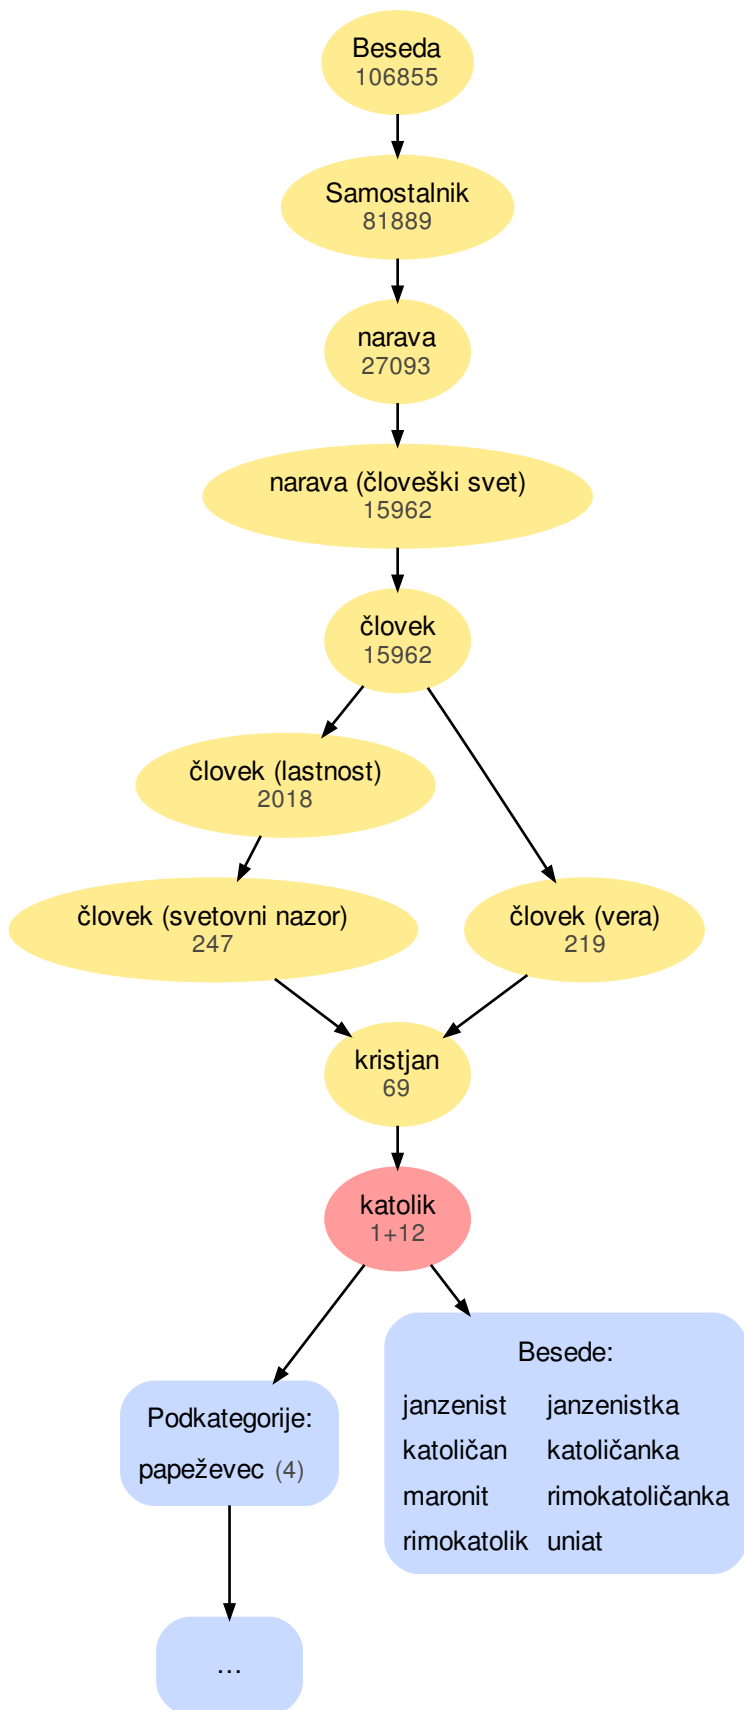 Beseda
106855
Samostalnik
81889
narava
27093
narava (človeški svet)
15962
človek
15962
človek (lastnost)
2018
človek (svetovni nazor)
247
človek (vera)
219
kristjan
69
katolik
1+12
Podkategorije:
papeževec (4)
...
Besede:
janzenist janzenistka
katoličan katoličanka
maronit rimokatoličanka
rimokatolik uniat